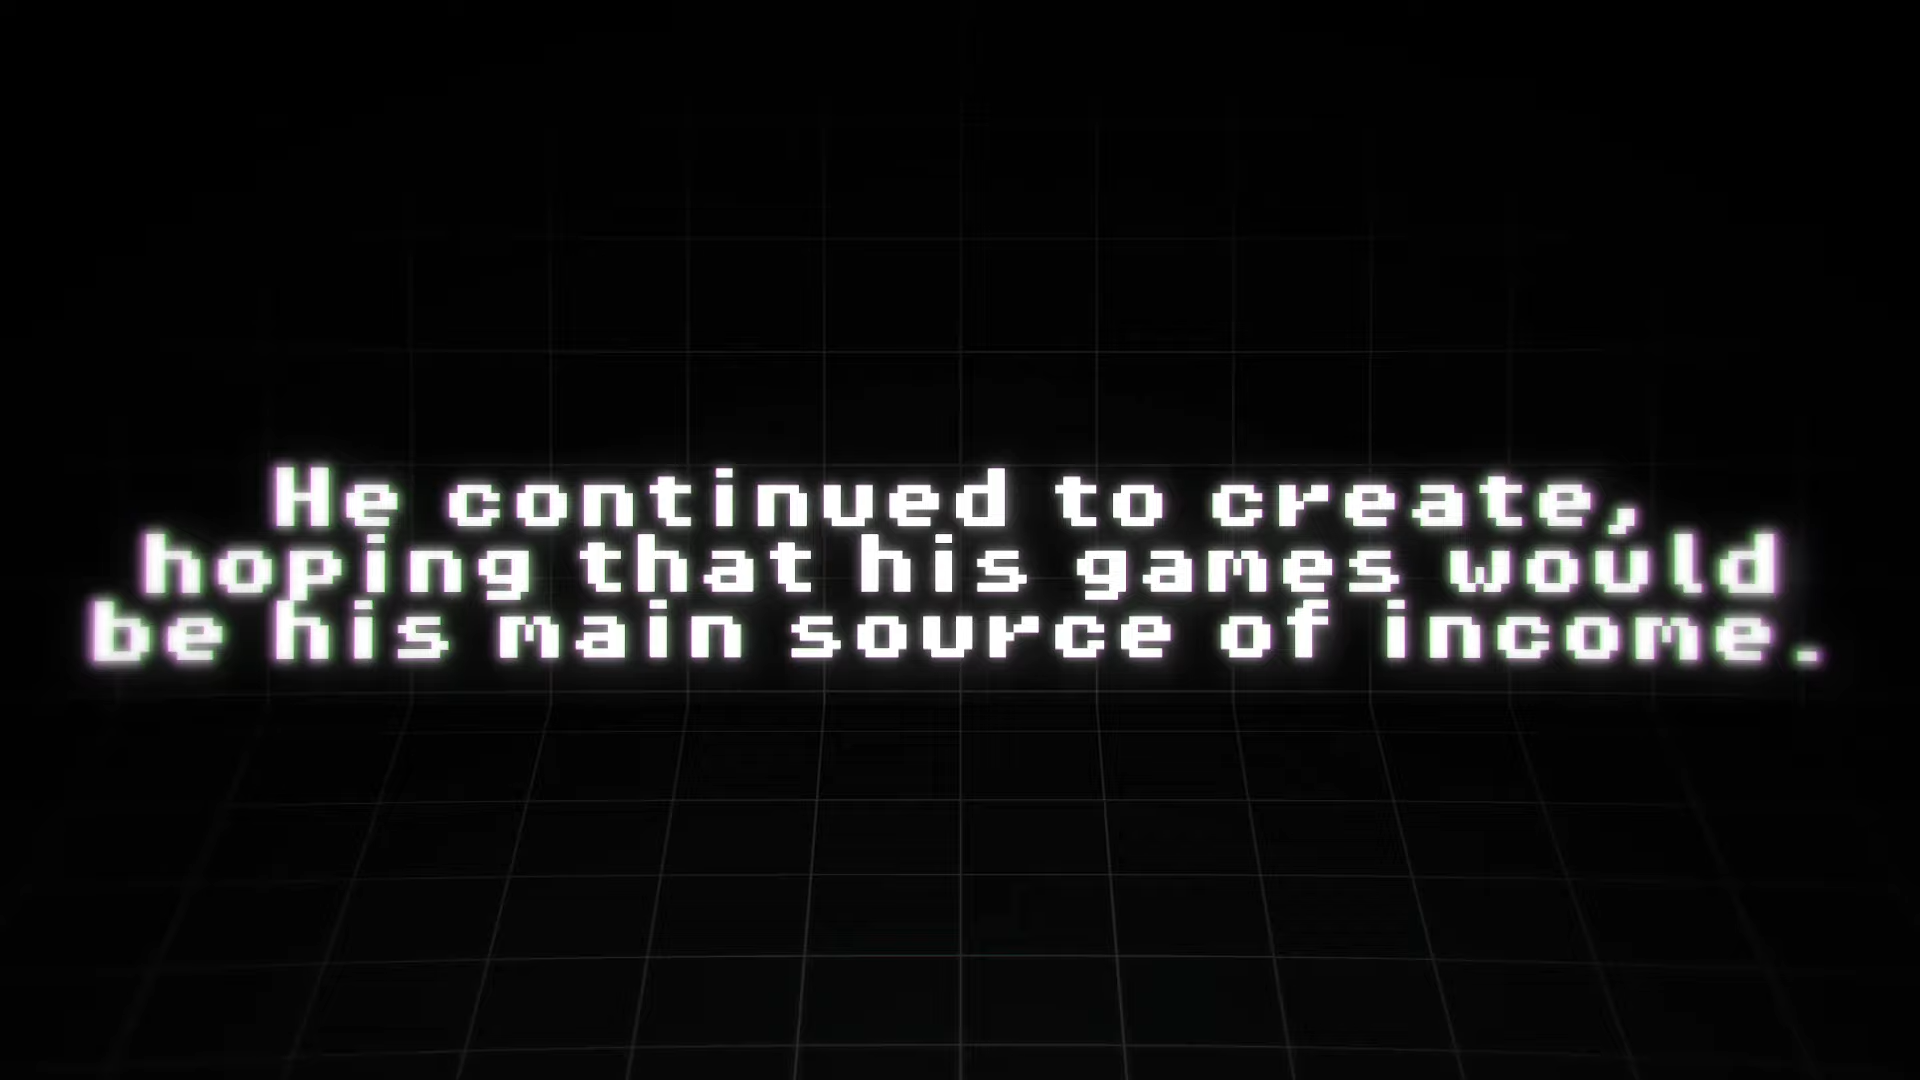 He continued to create,
hoping that his games would
be his main source of income.